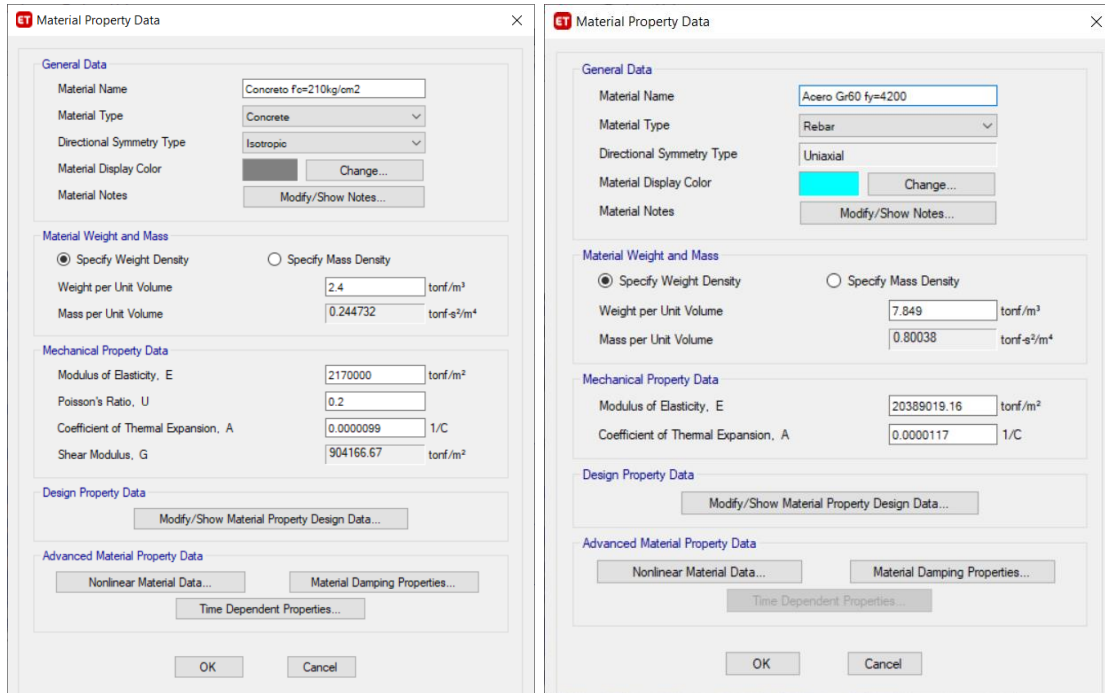 ET Material Property Data
General Data
Material Name Concreto f'c=210kg/cm2
Material Type Concrete
Directional Symmetry Type Isotropic
Material Display Color Change...
Material Notes Modify/Show Notes...
Material Weight and Mass
Specify Weight Density Specify Mass Density
Weight per Unit Volume 2.4 tonf/m³
Mass per Unit Volume 0.244732 tonf-s²/m⁴
Mechanical Property Data
Modulus of Elasticity, E 2170000 tonf/m²
Poisson's Ratio, U 0.2
Coefficient of Thermal Expansion, A 0.0000099 1/C
Shear Modulus, G 904166.67 tonf/m²
Design Property Data
Modify/Show Material Property Design Data...
Advanced Material Property Data
Nonlinear Material Data... Material Damping Properties...
Time Dependent Properties...
OK Cancel
ET Material Property Data
General Data
Material Name Acero Gr60 fy=4200
Material Type Rebar
Directional Symmetry Type Uniaxial
Material Display Color Change...
Material Notes Modify/Show Notes...
Material Weight and Mass
Specify Weight Density Specify Mass Density
Weight per Unit Volume 7.849 tonf/m³
Mass per Unit Volume 0.80038 tonf-s²/m⁴
Mechanical Property Data
Modulus of Elasticity, E 20389019.16 tonf/m²
Coefficient of Thermal Expansion, A 0.0000117 1/C
Design Property Data
Modify/Show Material Property Design Data...
Advanced Material Property Data
Nonlinear Material Data... Material Damping Properties...
Time Dependent Properties...
OK Cancel